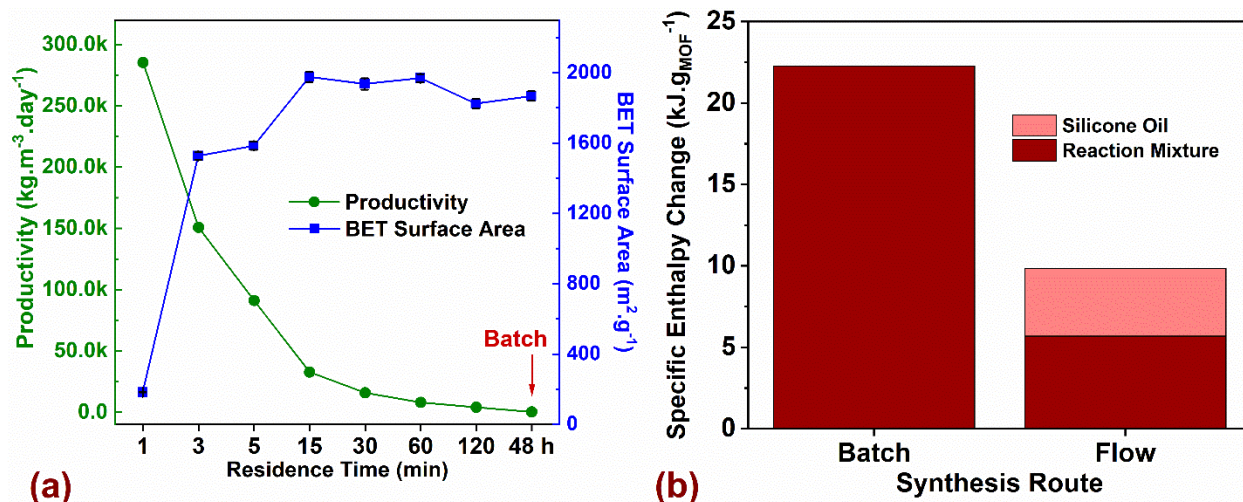 300.0k
250.0k
200.0k
150.0k
100.0k
50.0k
0.0
Productivity (kg.m-3.day-1)
Productivity
BET Surface Area
Batch
2000
1600
1200
800
400
0
BET Surface Area (m2.g-1)
1 3 5 15 30 60 120 48 h
Residence Time (min)
(a)
25
20
15
10
5
0
Specific Enthalpy Change (kJ.gMOF-1)
Silicone Oil
Reaction Mixture
Batch Flow
Synthesis Route
(b)